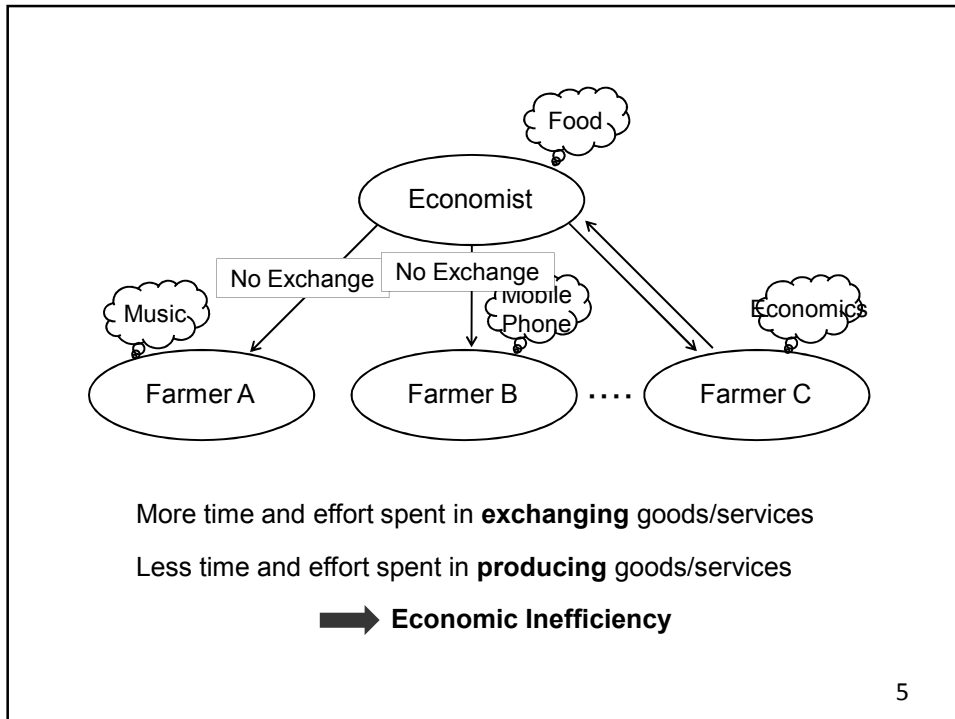 Food
Economist
No Exchange
No Exchange
Music
Mobile
Phone
Economics
Farmer A
Farmer B
....
Farmer C
More time and effort spent in exchanging goods/services
Less time and effort spent in producing goods/services
Economic Inefficiency
5